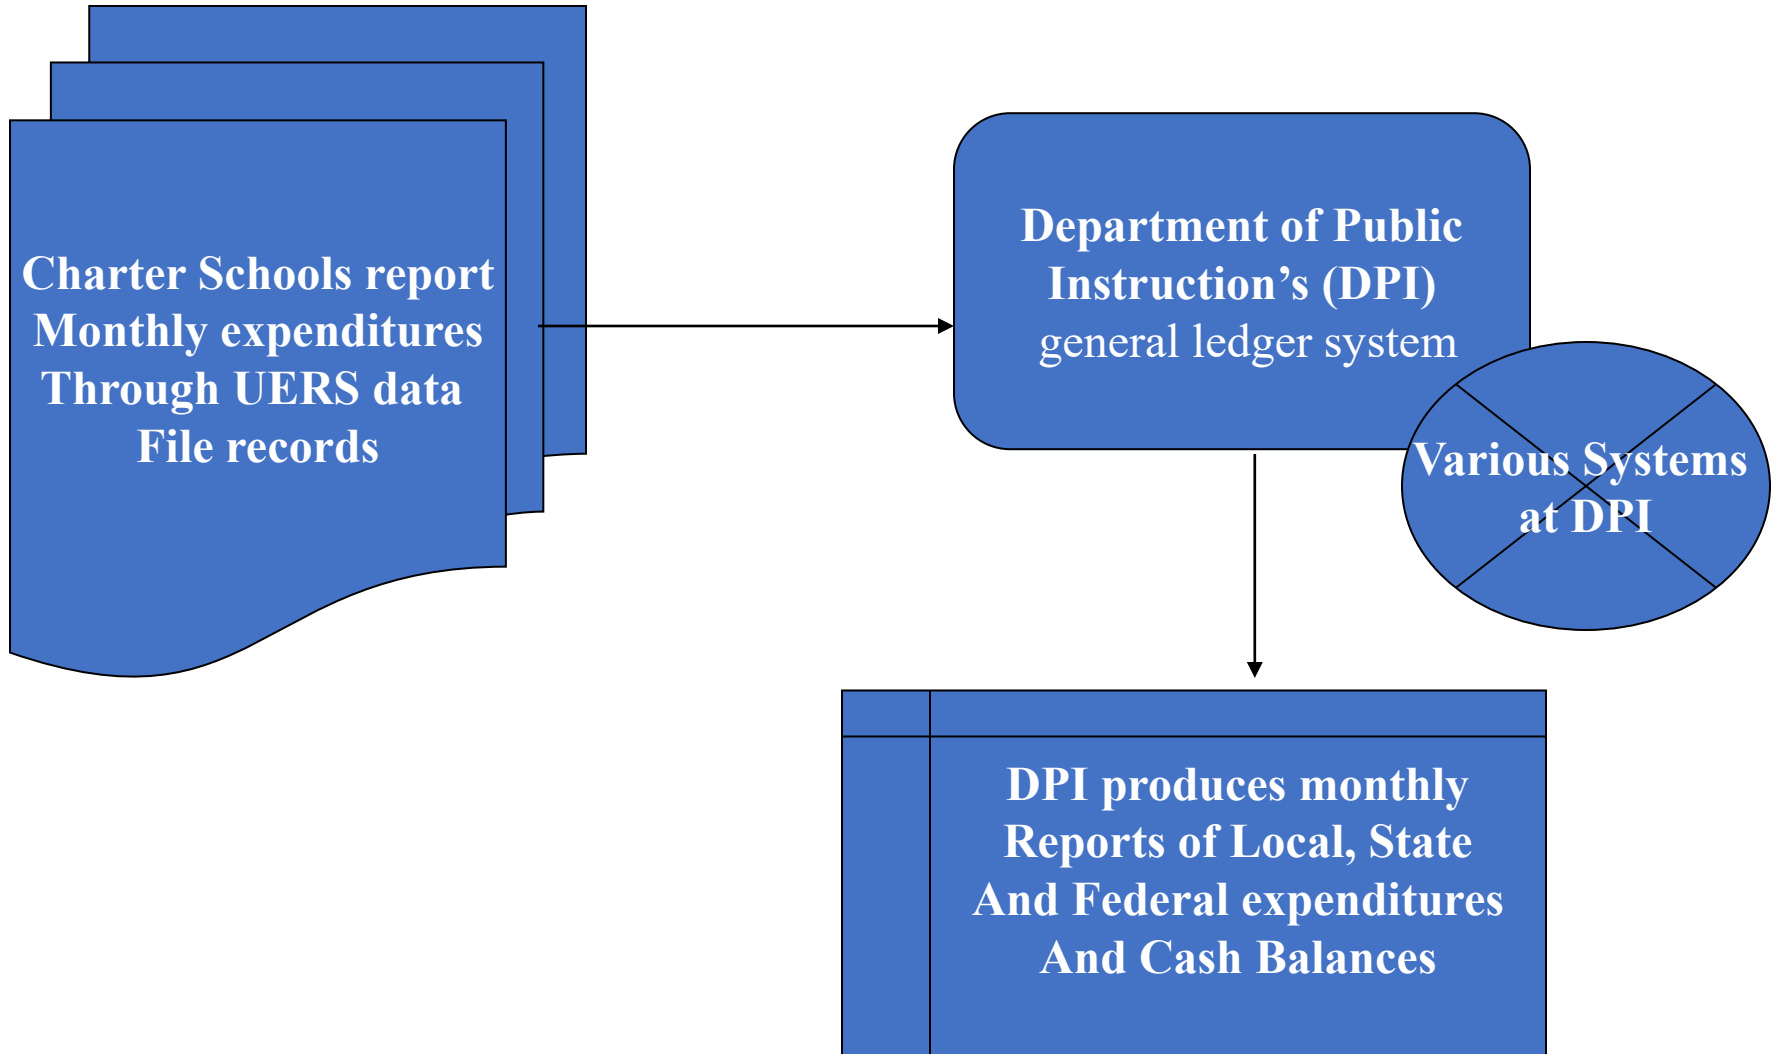 Charter Schools report
Monthly expenditures
Through UERS data
File records
Department of Public
Instruction’s (DPI)
general ledger system
Various Systems
at DPI
DPI produces monthly
Reports of Local, State
And Federal expenditures
And Cash Balances